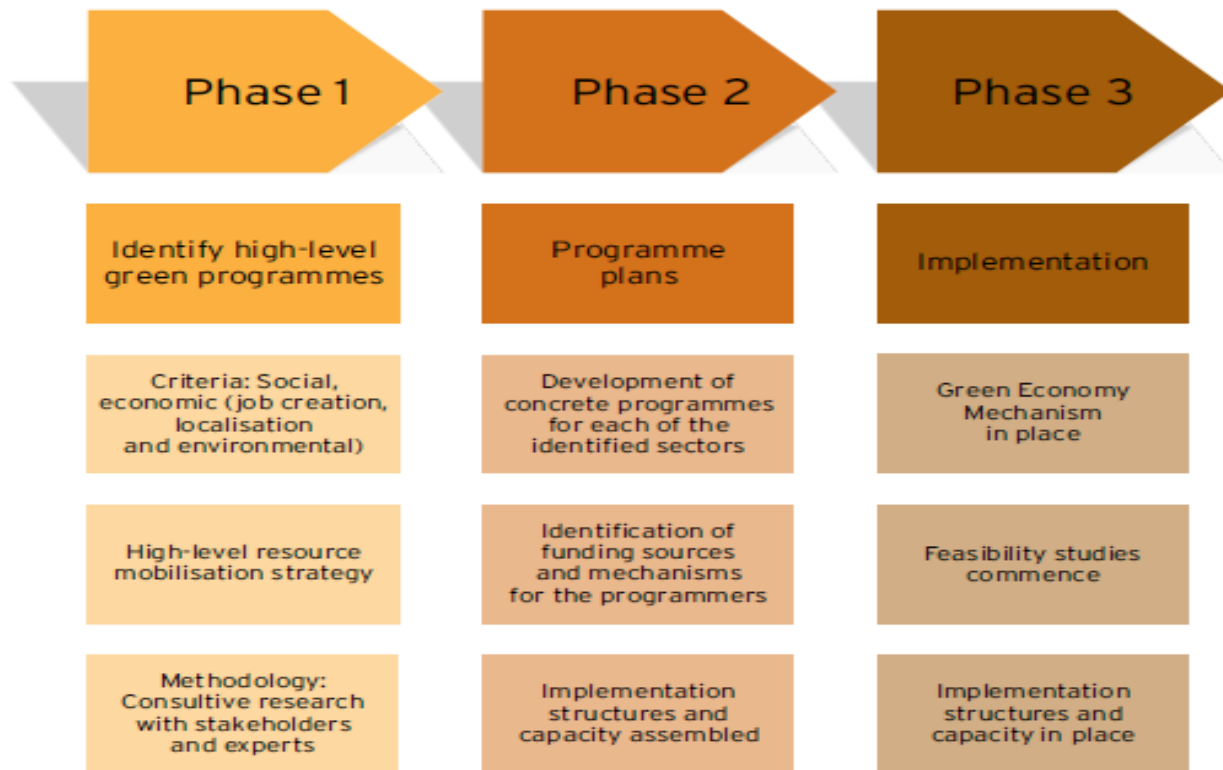 Phase 1
Phase 2
Phase 3
Identify high-level
green programmes
Programme
plans
Implementation
Criteria: Social,
economic (job creation,
localisation
and environmental)
Development of
concrete programmes
for each of the
identified sectors
Green Economy
Mechanism
in place
High-level resource
mobilisation strategy
Identification of
funding sources
and mechanisms
for the programmers
Feasibility studies
commence
Methodology:
Consultive research
with stakeholders
and experts
Implementation
structures and
capacity assembled
Implementation
structures and
capacity in place